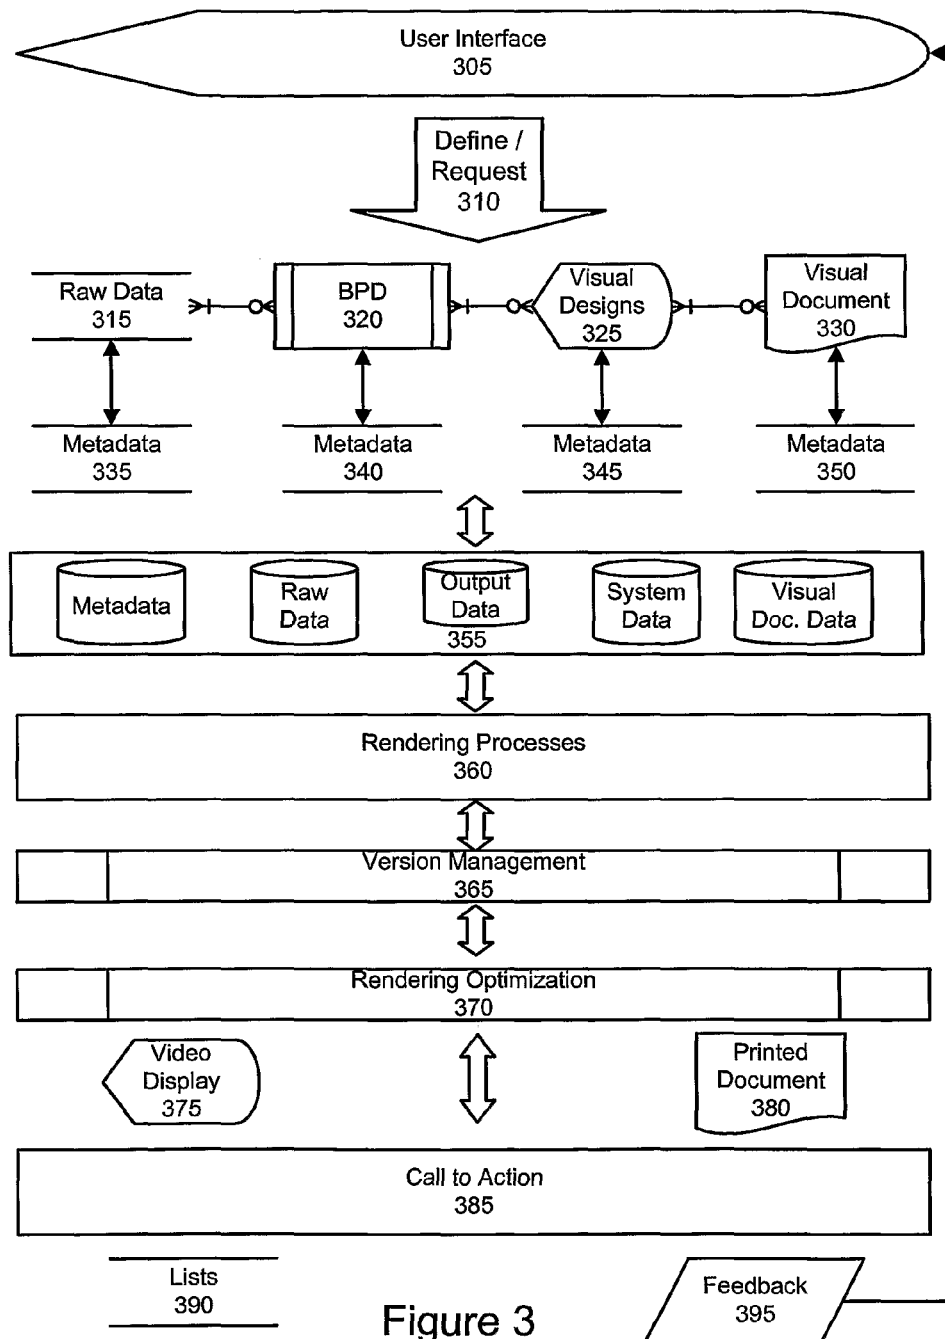 User Interface
305
Define /
Request
310
Raw Data
315
BPD
320
Visual
Designs
325
Visual
Document
330
Metadata
335
Metadata
340
Metadata
345
Metadata
350
Metadata
Raw
Data
Output
Data
355
System
Data
Visual
Doc. Data
Rendering Processes
360
Version Management
365
Rendering Optimization
370
Video
Display
375
Printed
Document
380
Call to Action
385
Lists
390
Feedback
395
Figure 3